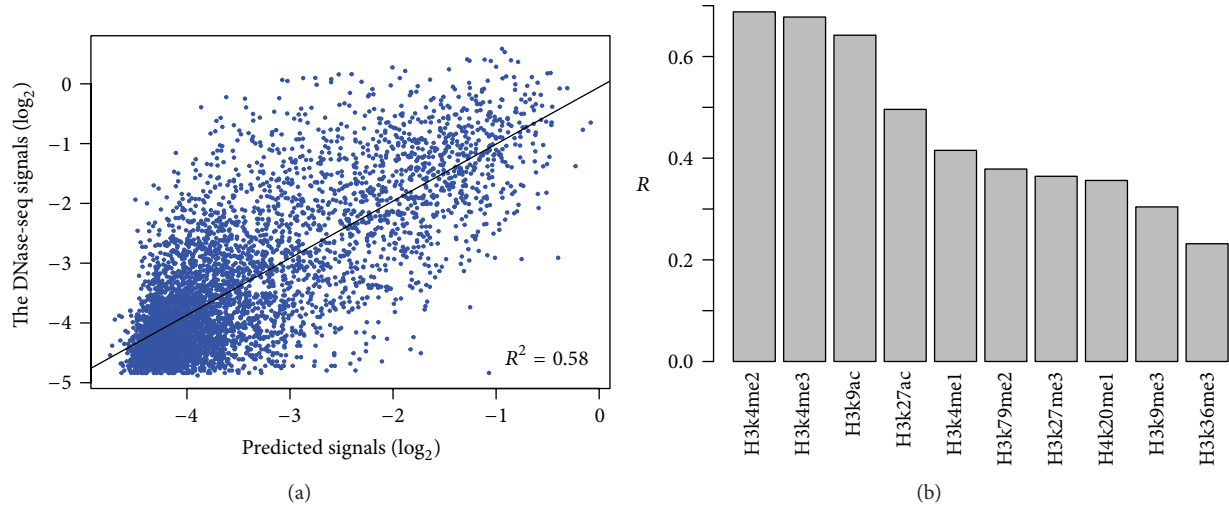 The DNase-seq signals (log₂)
0
−1
−2
−3
−4
−5
R² = 0.58
−4
−3
−2
−1
0
Predicted signals (log₂)
(a)
R
0.6
0.4
0.2
0.0
H3k4me2
H3k4me3
H3k9ac
H3k27ac
H3k4me1
H3k79me2
H3k27me3
H4k20me1
H3k9me3
H3k36me3
(b)